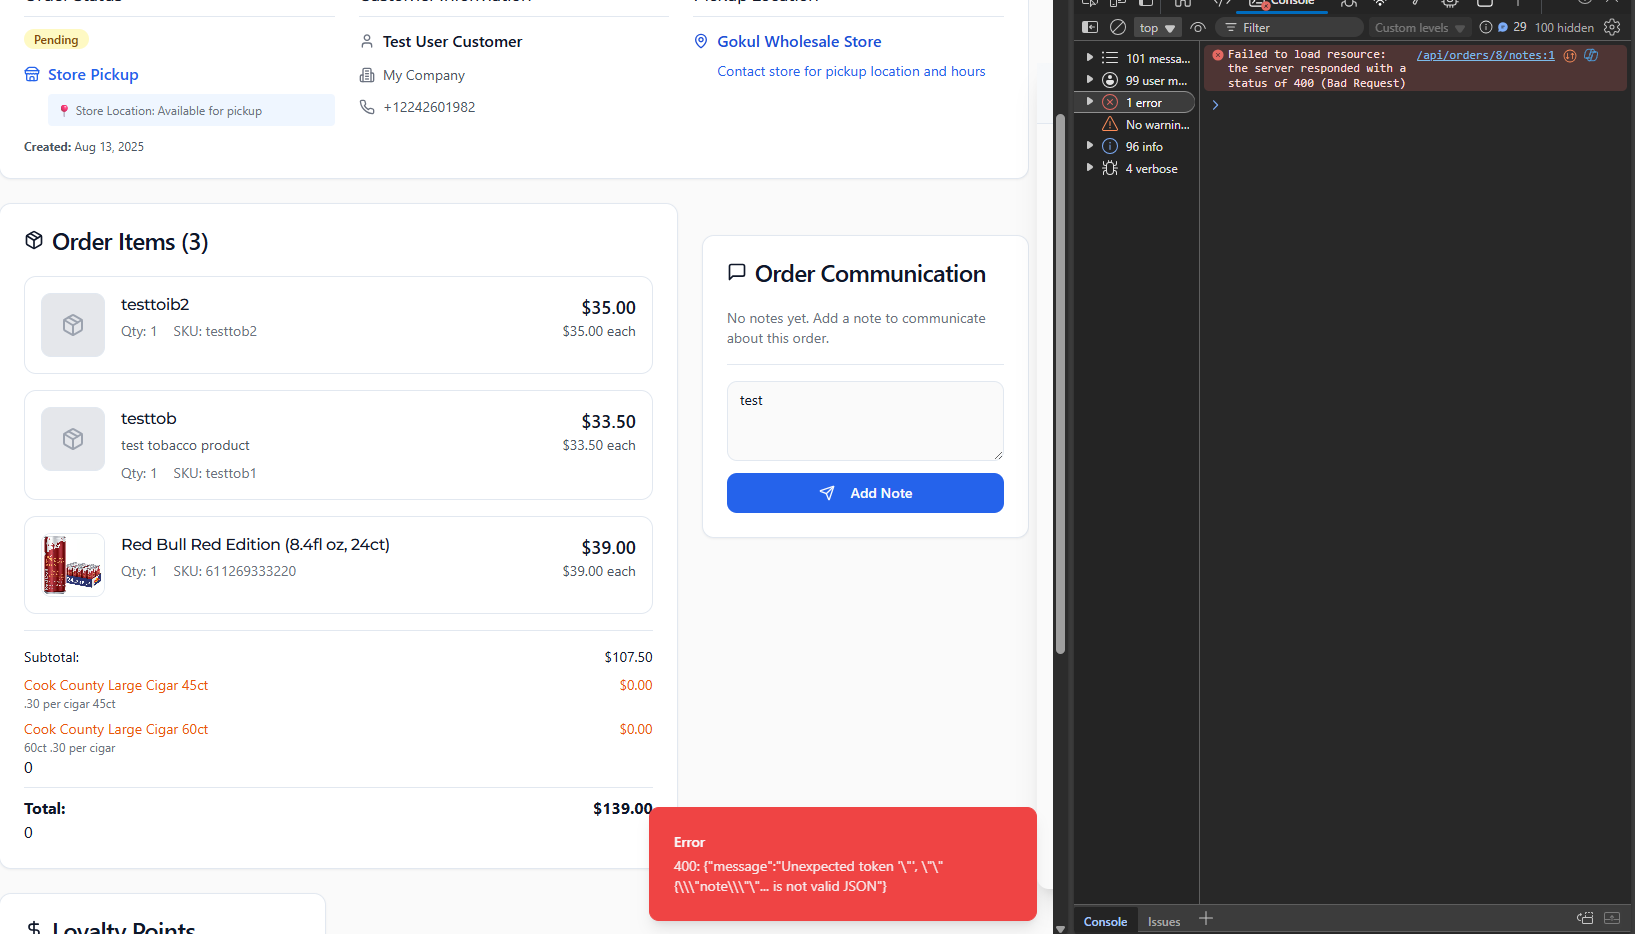 Console
Pending
Store Pickup
Store Location: Available for pickup
Created: Aug 13, 2025
Test User Customer
My Company
+12242601982
Gokul Wholesale Store
Contact store for pickup location and hours
Order Items (3)
testtoib2
$35.00
Qty: 1 SKU: testtob2
$35.00 each
testtob
$33.50
test tobacco product
$33.50 each
Qty: 1 SKU: testtob1
Red Bull Red Edition (8.4fl oz, 24ct)
$39.00
Qty: 1 SKU: 611269333220
$39.00 each
Subtotal:
$107.50
Cook County Large Cigar 45ct
$0.00
.30 per cigar 45ct
Cook County Large Cigar 60ct
$0.00
60ct .30 per cigar
0
Total:
$139.00
0
Loyalty Points
Order Communication
No notes yet. Add a note to communicate
about this order.
test
Add Note
Error
400: {"message":"Unexpected token '\"', \"\"
{\\\"note\\\"\"... is not valid JSON"}
top
Filter
Custom levels
29
100 hidden
101 messa...
99 user m...
1 error
No warnin...
96 info
4 verbose
Failed to load resource: /api/orders/8/notes:1
the server responded with a
status of 400 (Bad Request)
Console
Issues